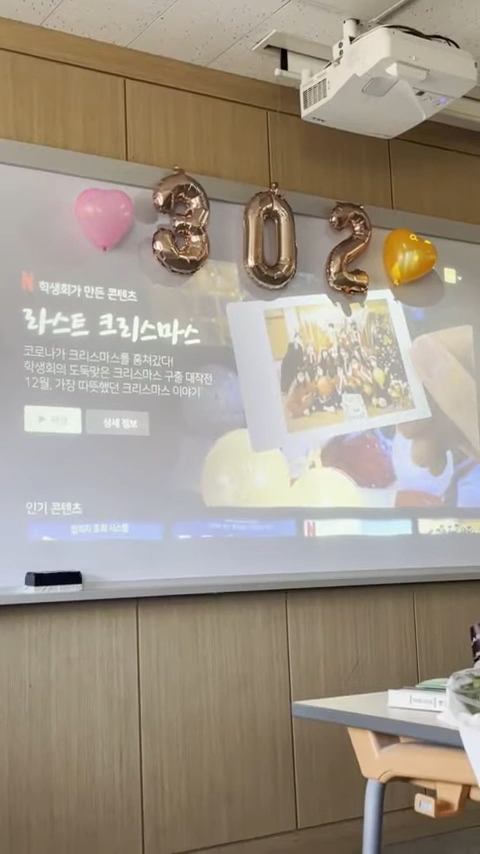 302
N 학생회가 만든 콘텐츠
라스트 크리스마스
코로나가 크리스마스를 훔쳐갔다!
학생회의 도둑맞은 크리스마스 구출 대작전
12월, 가장 따뜻했던 크리스마스 이야기
상세 정보
인기 콘텐츠
N